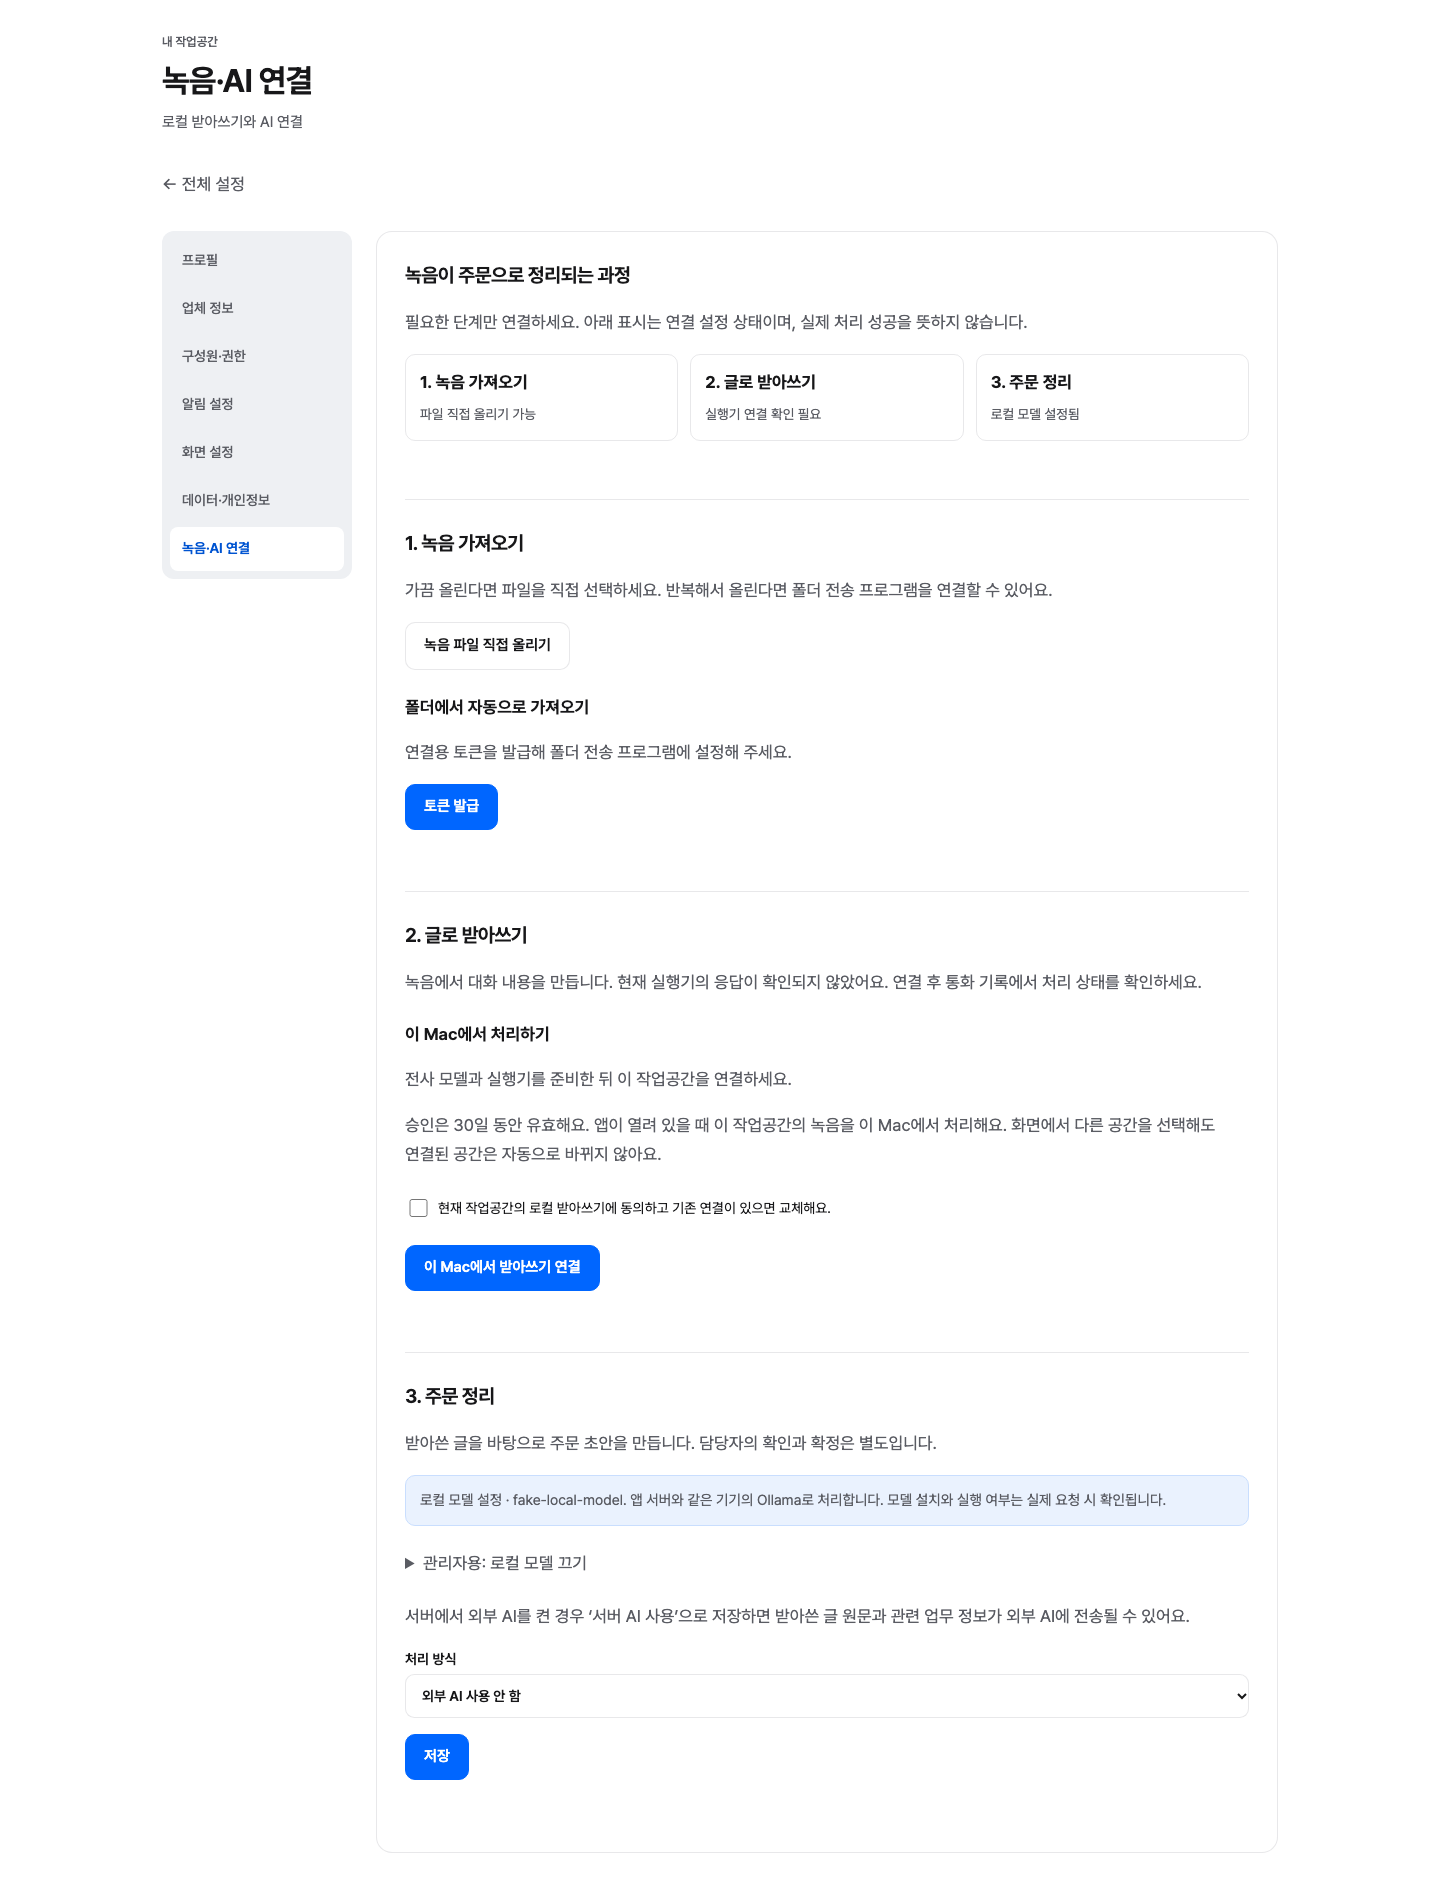 내 작업공간
녹음·AI 연결
로컬 받아쓰기와 AI 연결
← 전체 설정
프로필
업체 정보
구성원·권한
알림 설정
화면 설정
데이터·개인정보
녹음·AI 연결
녹음이 주문으로 정리되는 과정
필요한 단계만 연결하세요. 아래 표시는 연결 설정 상태이며, 실제 처리 성공을 뜻하지 않습니다.
1. 녹음 가져오기
파일 직접 올리기 가능
2. 글로 받아쓰기
실행기 연결 확인 필요
3. 주문 정리
로컬 모델 설정됨
1. 녹음 가져오기
가끔 올린다면 파일을 직접 선택하세요. 반복해서 올린다면 폴더 전송 프로그램을 연결할 수 있어요.
녹음 파일 직접 올리기
폴더에서 자동으로 가져오기
연결용 토큰을 발급해 폴더 전송 프로그램에 설정해 주세요.
토큰 발급
2. 글로 받아쓰기
녹음에서 대화 내용을 만듭니다. 현재 실행기의 응답이 확인되지 않았어요. 연결 후 통화 기록에서 처리 상태를 확인하세요.
이 Mac에서 처리하기
전사 모델과 실행기를 준비한 뒤 이 작업공간을 연결하세요.
승인은 30일 동안 유효해요. 앱이 열려 있을 때 이 작업공간의 녹음을 이 Mac에서 처리해요. 화면에서 다른 공간을 선택해도
연결된 공간은 자동으로 바뀌지 않아요.
현재 작업공간의 로컬 받아쓰기에 동의하고 기존 연결이 있으면 교체해요.
이 Mac에서 받아쓰기 연결
3. 주문 정리
받아쓴 글을 바탕으로 주문 초안을 만듭니다. 담당자의 확인과 확정은 별도입니다.
로컬 모델 설정 · fake-local-model. 앱 서버와 같은 기기의 Ollama로 처리합니다. 모델 설치와 실행 여부는 실제 요청 시 확인됩니다.
▶ 관리자용: 로컬 모델 끄기
서버에서 외부 AI를 켠 경우 ‘서버 AI 사용’으로 저장하면 받아쓴 글 원문과 관련 업무 정보가 외부 AI에 전송될 수 있어요.
처리 방식
외부 AI 사용 안 함
저장